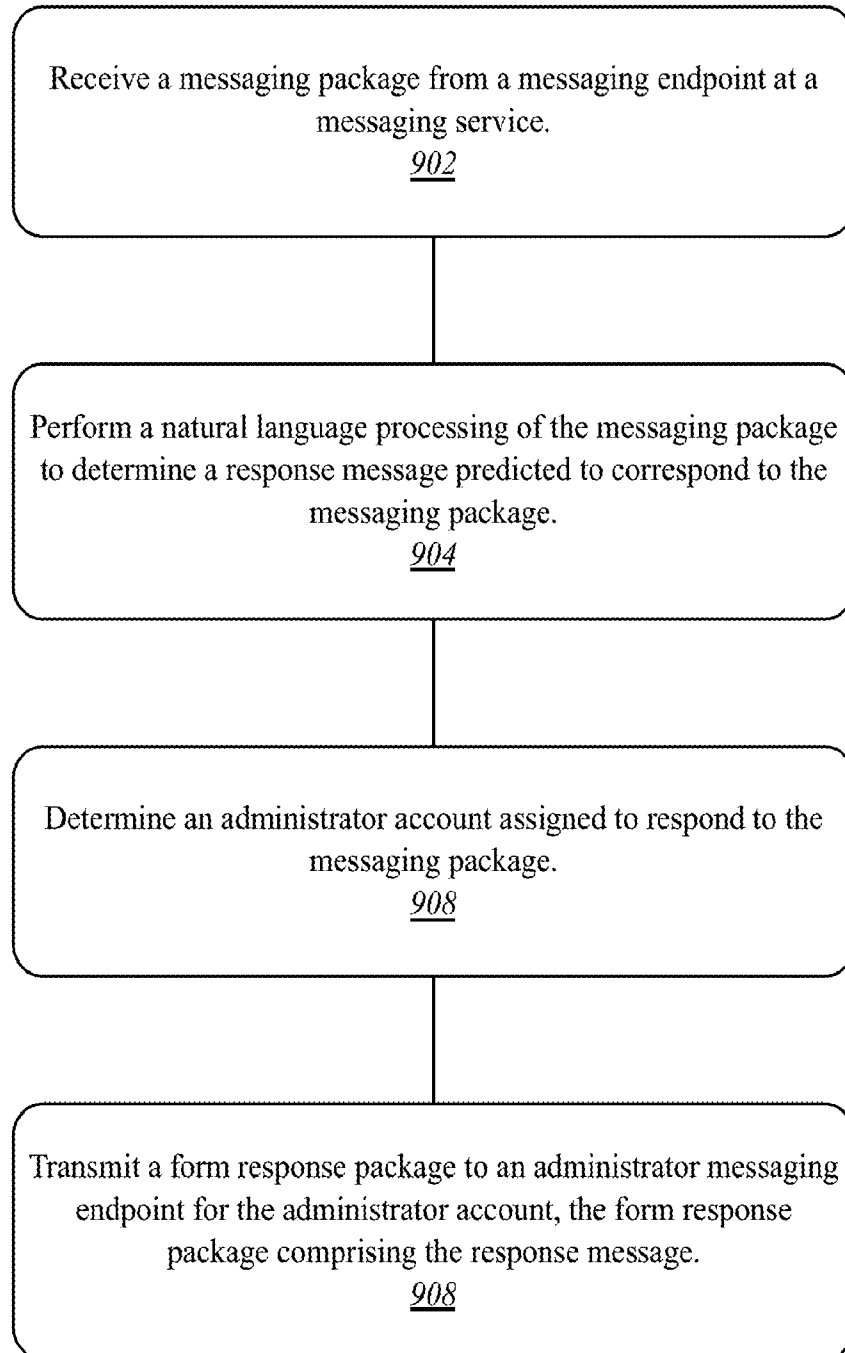 Receive a messaging package from a messaging endpoint at a
messaging service.
902
Perform a natural language processing of the messaging package
to determine a response message predicted to correspond to the
messaging package.
904
Determine an administrator account assigned to respond to the
messaging package.
908
Transmit a form response package to an administrator messaging
endpoint for the administrator account, the form response
package comprising the response message.
908